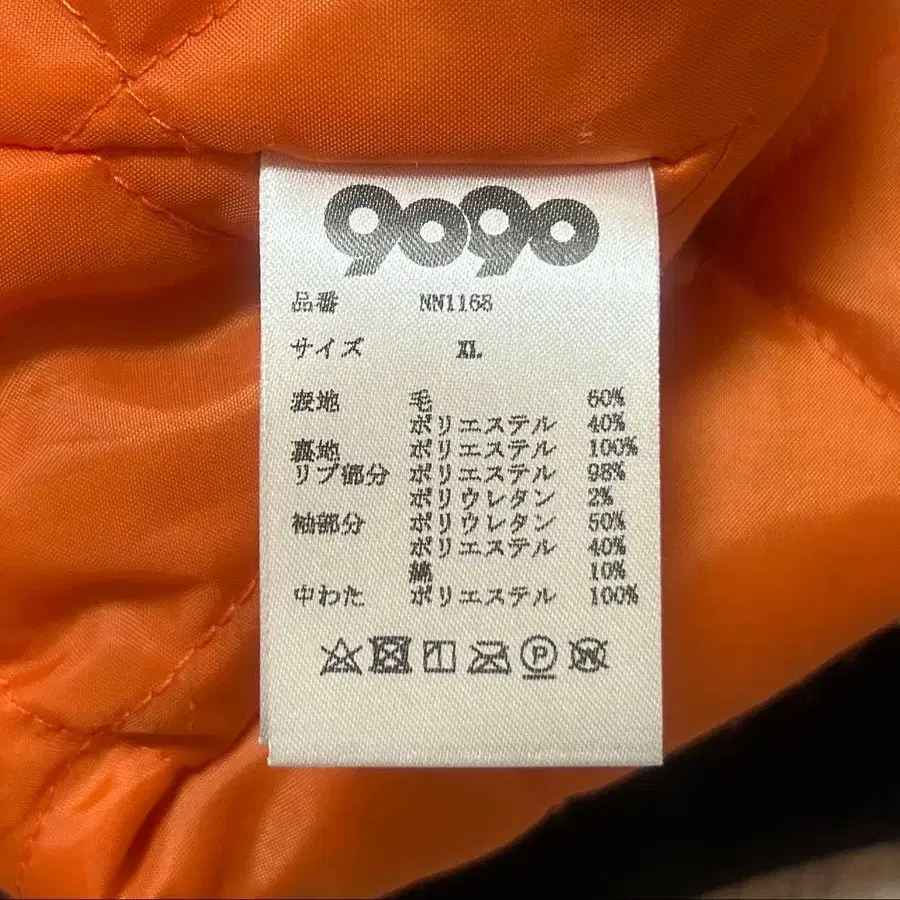 9090
品番 NN1168
サイズ XL
表地 毛 60%
ポリエステル 40%
裏地 ポリエステル 100%
リブ部分 ポリエステル 98%
ポリウレタン 2%
袖部分 ポリウレタン 50%
ポリエステル 40%
綿 10%
中わた ポリエステル 100%
P W